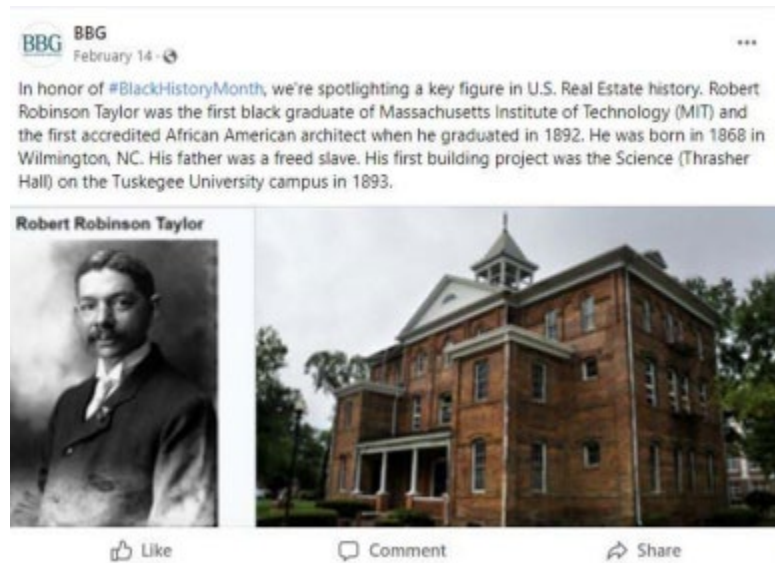 BBG
BBG
February 14 ·
In honor of #BlackHistoryMonth, we're spotlighting a key figure in U.S. Real Estate history. Robert
Robinson Taylor was the first black graduate of Massachusetts Institute of Technology (MIT) and
the first accredited African American architect when he graduated in 1892. He was born in 1868 in
Wilmington, NC. His father was a freed slave. His first building project was the Science (Thrasher
Hall) on the Tuskegee University campus in 1893.
Robert Robinson Taylor
Like
Comment
Share